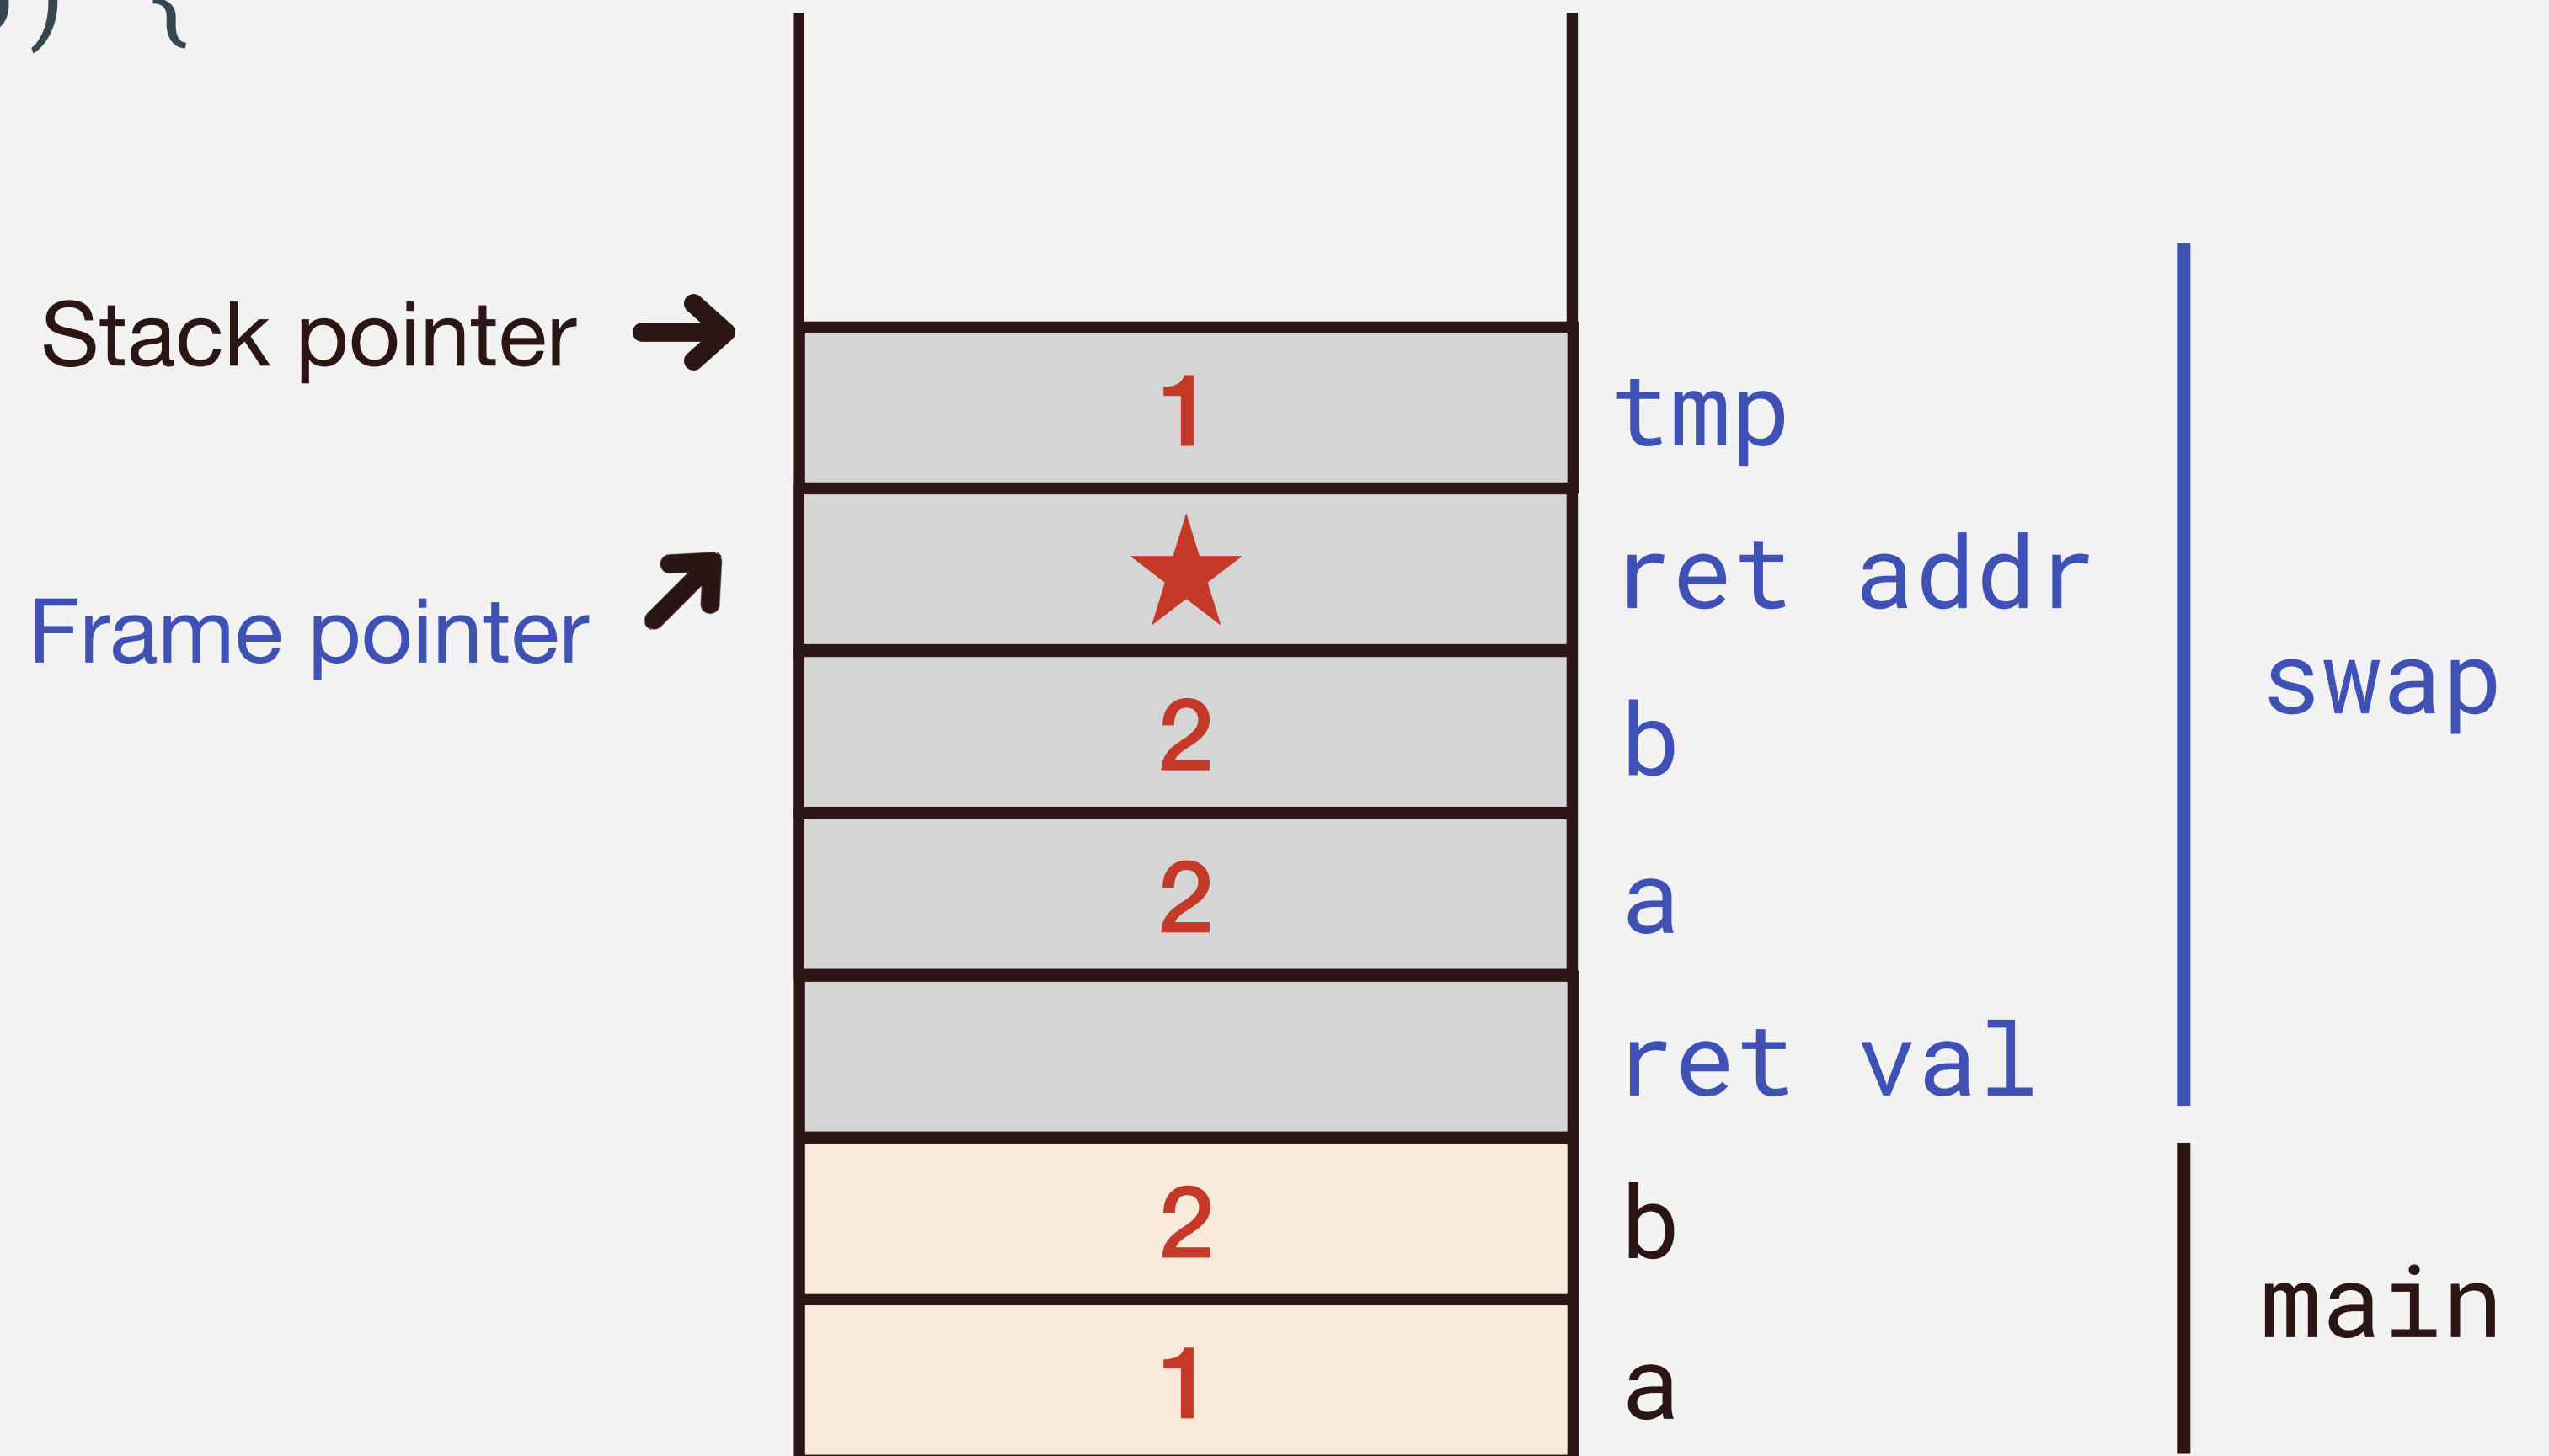 ) {
Stack pointer
1
tmp
★
ret addr
Frame pointer
swap
2
b
2
a
ret val
2
b
main
1
a